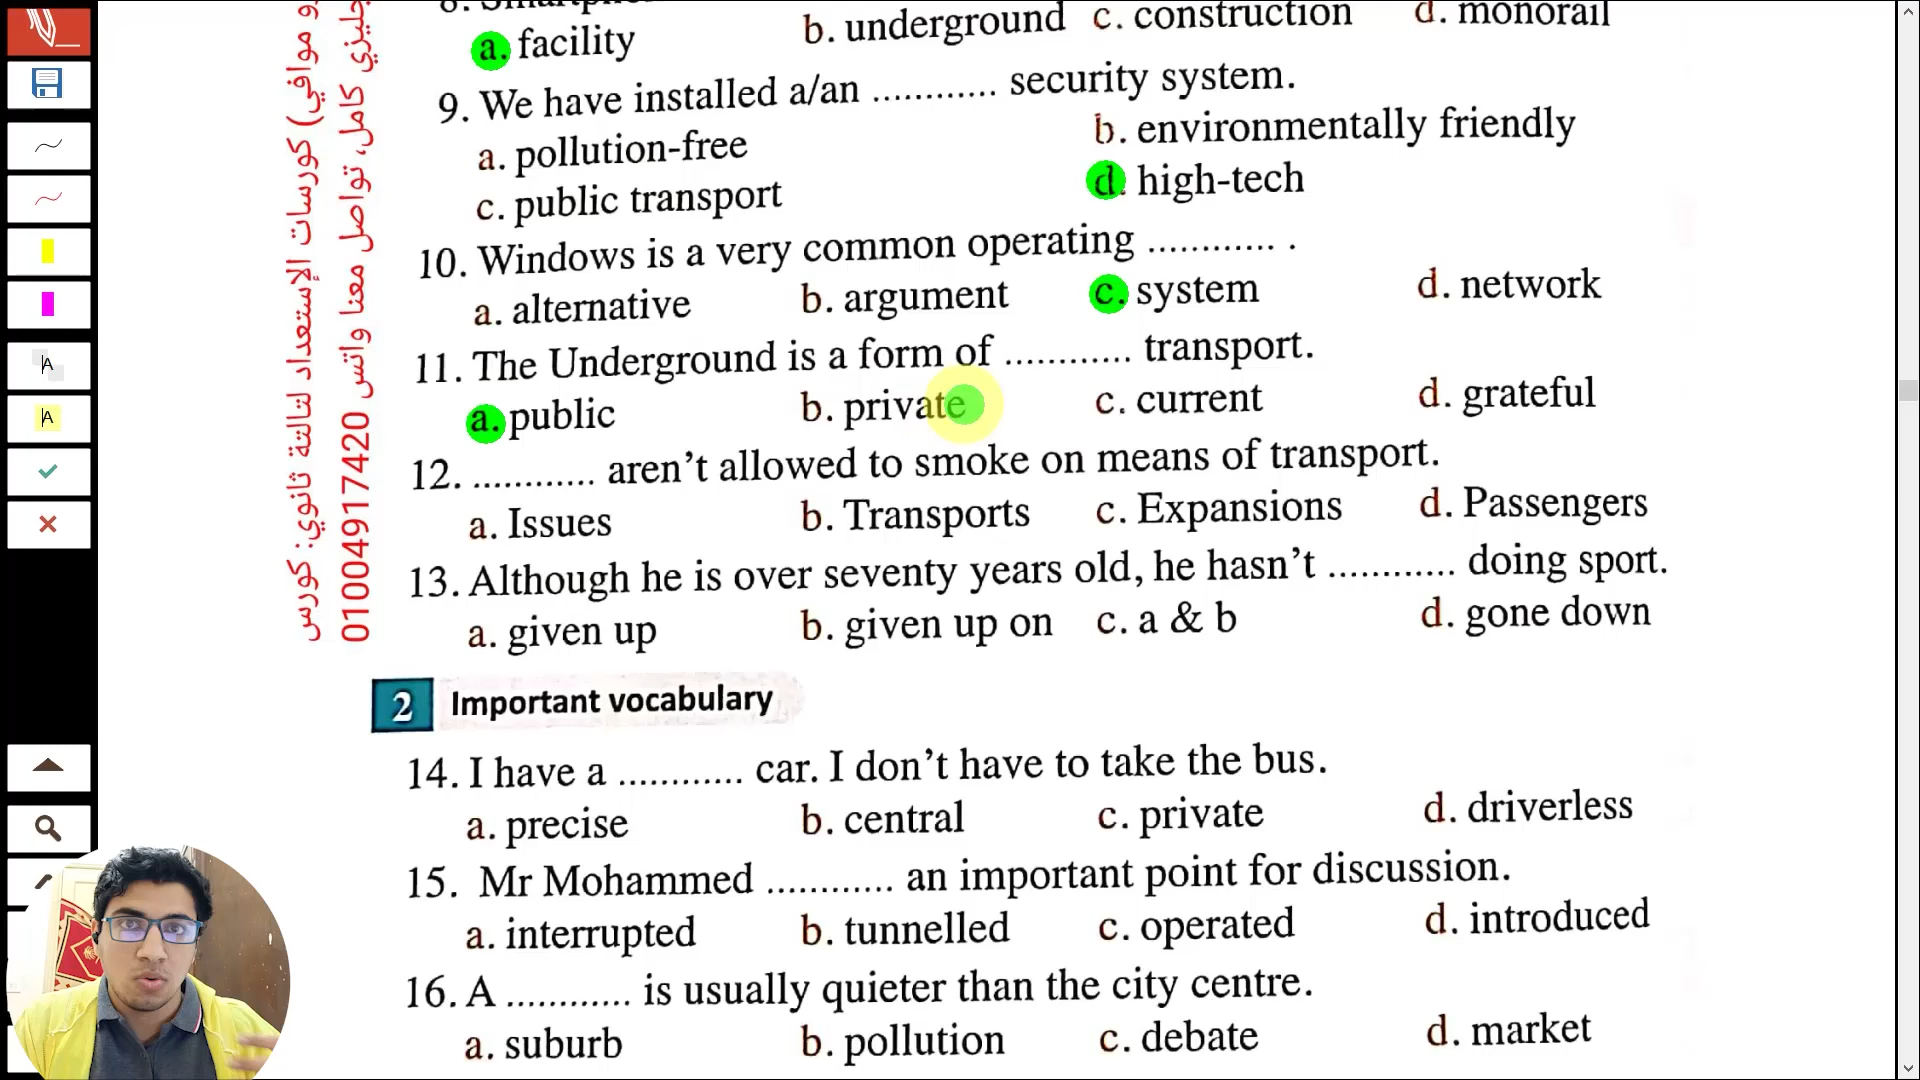 8. Smartph
a. facility b. underground c. construction d. monorail
9. We have installed a/an ............ security system.
a. pollution-free b. environmentally friendly
c. public transport d. high-tech
10. Windows is a very common operating ............ .
a. alternative b. argument c. system d. network
11. The Underground is a form of ............ transport.
a. public b. private c. current d. grateful
12. ............ aren’t allowed to smoke on means of transport.
a. Issues b. Transports c. Expansions d. Passengers
13. Although he is over seventy years old, he hasn’t ............ doing sport.
a. given up b. given up on c. a & b d. gone down
2 Important vocabulary
14. I have a ............ car. I don’t have to take the bus.
a. precise b. central c. private d. driverless
15. Mr Mohammed ............ an important point for discussion.
a. interrupted b. tunnelled c. operated d. introduced
16. A ............ is usually quieter than the city centre.
a. suburb b. pollution c. debate d. market
و موافي) كورسات الإستعداد لتالتة ثانوي: كورس
كامل، تواصل معنا واتس 01004917420
A
A